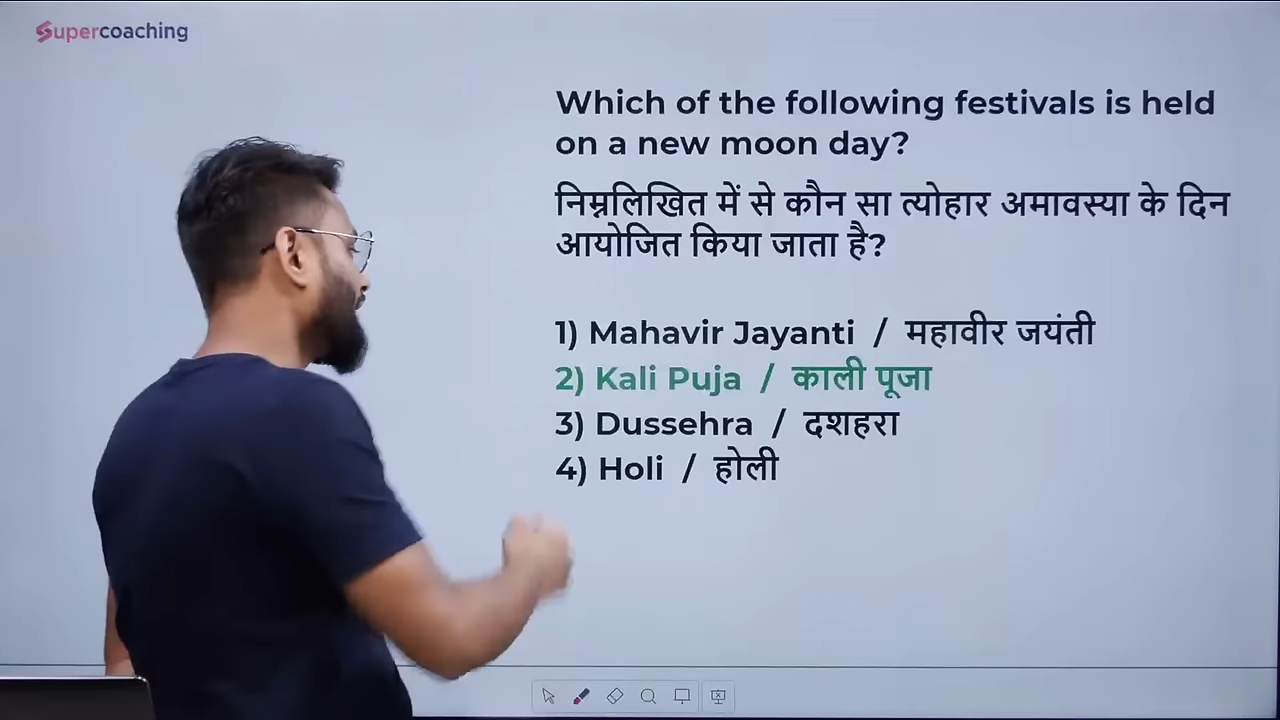 Supercoaching
Which of the following festivals is held
on a new moon day?
निम्नलिखित में से कौन सा त्योहार अमावस्या के दिन
आयोजित किया जाता है?
1) Mahavir Jayanti / महावीर जयंती
2) Kali Puja / काली पूजा
3) Dussehra / दशहरा
4) Holi / होली